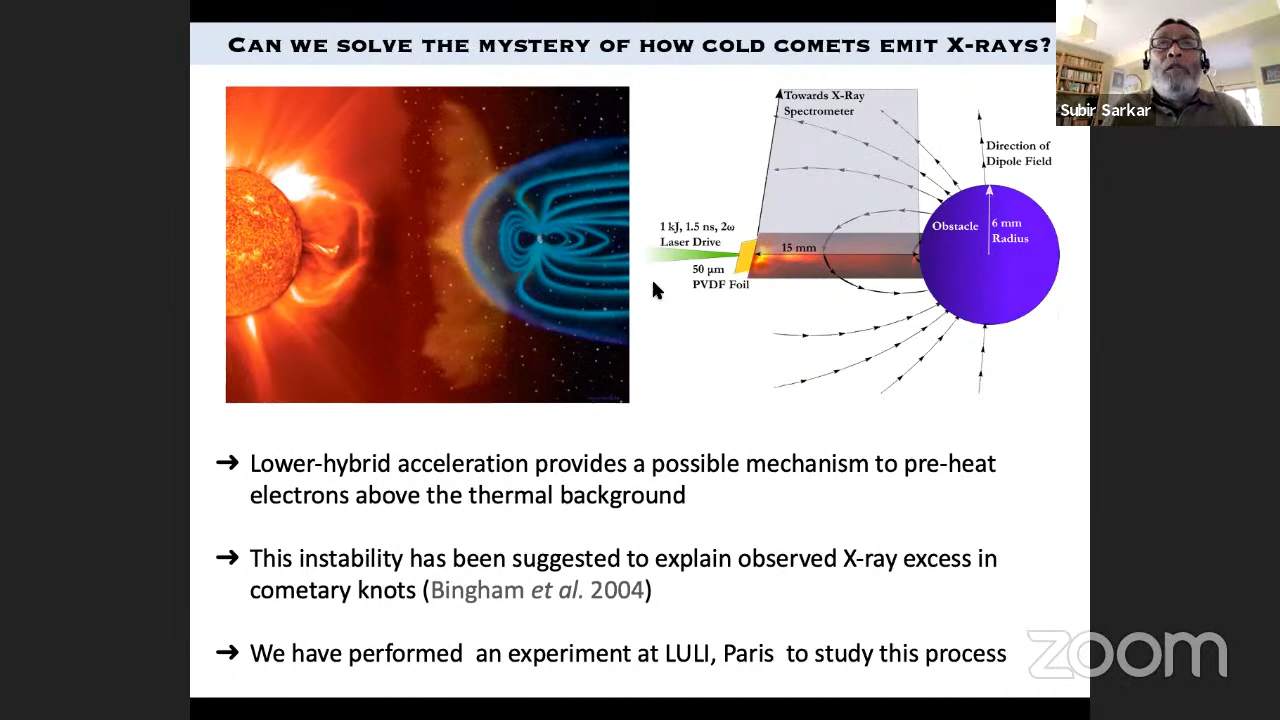 CAN WE SOLVE THE MYSTERY OF HOW COLD COMETS EMIT X-RAYS?
Subir Sarkar
Towards X-Ray
Spectrometer
Direction of
Dipole Field
1 kJ, 1.5 ns, 2ω
Laser Drive
15 mm
50 μm
PVDF Foil
Obstacle
6 mm
Radius
➔ Lower-hybrid acceleration provides a possible mechanism to pre-heat
electrons above the thermal background
➔ This instability has been suggested to explain observed X-ray excess in
cometary knots (Bingham et al. 2004)
➔ We have performed an experiment at LULI, Paris to study this process
zoom